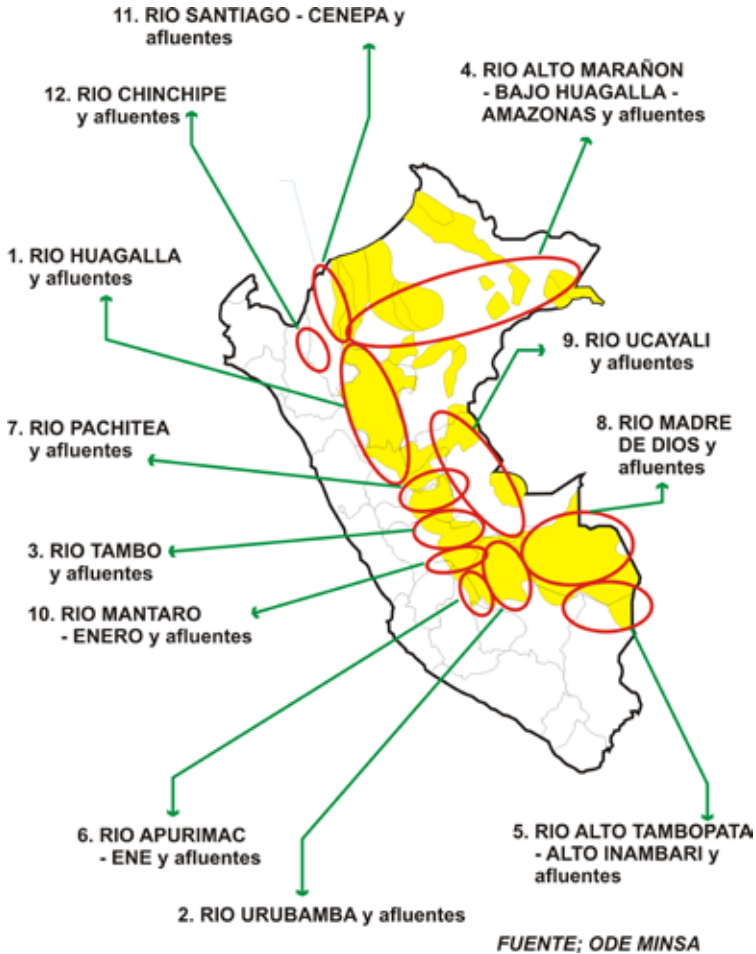 11. RIO SANTIAGO - CENEPA y
afluentes
4. RIO ALTO MARAÑON
- BAJO HUAGALLA -
AMAZONAS y afluentes
12. RIO CHINCHIPE
y afluentes
1. RIO HUAGALLA
y afluentes
9. RIO UCAYALI
y afluentes
7. RIO PACHITEA
y afluentes
8. RIO MADRE
DE DIOS y
afluentes
3. RIO TAMBO
y afluentes
10. RIO MANTARO
- ENERO y afluentes
6. RIO APURIMAC
- ENE y afluentes
5. RIO ALTO TAMBOPATA
- ALTO INAMBARI y
afluentes
2. RIO URUBAMBA y afluentes
FUENTE; ODE MINSA